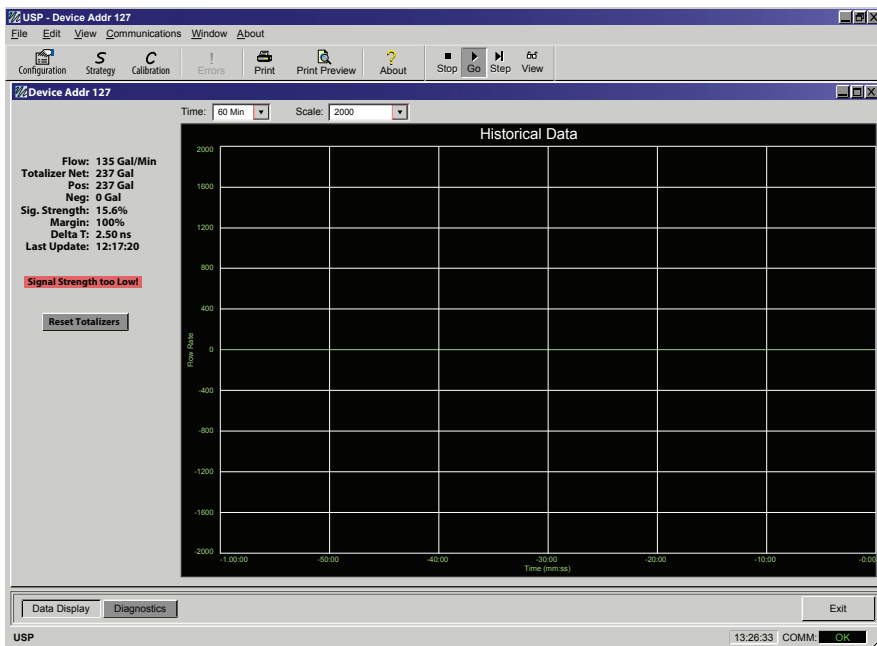 USP - Device Addr 127
File Edit View Communications Window About
Configuration Strategy Calibration Errors Print Print Preview About Stop Go Step View
S C ! ?
Device Addr 127
Time: 60 Min Scale: 2000
Historical Data
Flow: 135 Gal/Min
Totalizer Net: 237 Gal
Pos: 237 Gal
Neg: 0 Gal
Sig. Strength: 15.6%
Margin: 100%
Delta T: 2.50 ns
Last Update: 12:17:20
Signal Strength too Low!
Reset Totalizers
2000
1600
1200
800
400
0
-400
-800
-1200
-1600
-2000
Flow Rate
-1.00:00 -50:00 -40:00 -30:00 -20:00 -10:00 -0:00
Time (mm:ss)
Data Display Diagnostics Exit
USP 13:26:33 COMM: OK